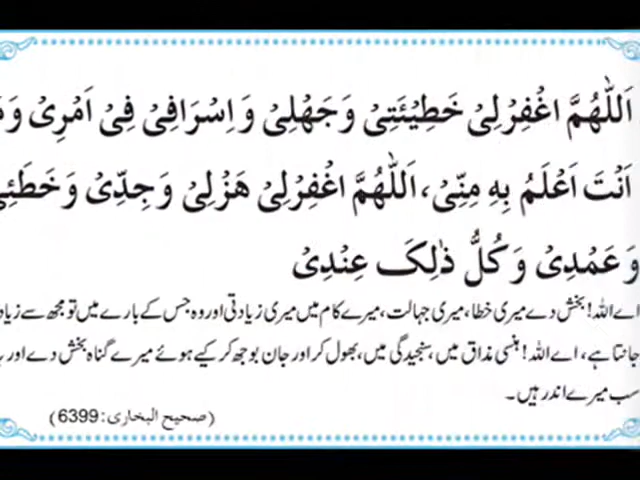 اَللّٰهُمَّ اغْفِرْلِیْ خَطِیْئَتِیْ وَجَهْلِیْ وَاِسْرَافِیْ فِیْ اَمْرِیْ
اَنْتَ اَعْلَمُ بِهٖ مِنِّیْ، اَللّٰهُمَّ اغْفِرْلِیْ هَزْلِیْ وَجِدِّیْ
وَعَمْدِیْ وَكُلُّ ذٰلِكَ عِنْدِیْ
اے اللہ! بخش دے میری خطا، میری جہالت، میرے کام میں میری زیادتی اور وہ جس کے بارے میں تو مجھ سے
جانتا ہے، اے اللہ! ہنسی مذاق میں، سنجیدگی میں، بھول کر اور جان بوجھ کر کیے ہوئے میرے گناہ بخش دے اور
سب میرے اندر ہیں۔
(صحیح البخاری: 6399)